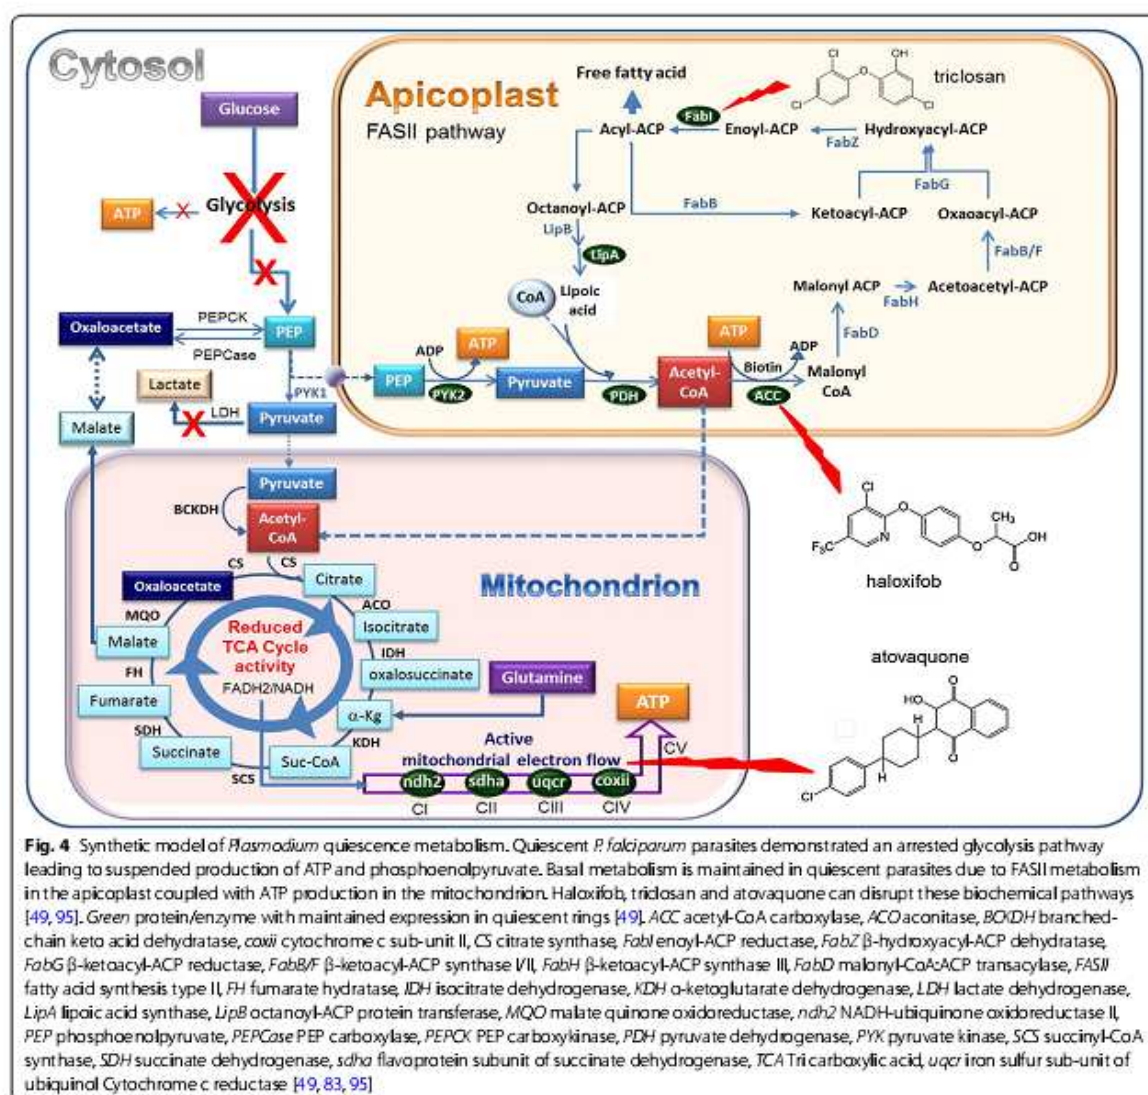 Cytosol
Glucose
Glycolysis
ATP
X
X
X
PEPCK
Oxaloacetate
PEP
PEPCase
Lactate
LDH
X
PYK1
Malate
Pyruvate
Apicoplast
FASII pathway
Free fatty acid
Cl
OH
O
Cl
Cl
triclosan
FabI
Acyl-ACP
Enoyl-ACP
Hydroxyacyl-ACP
FabZ
FabG
Octanoyl-ACP
FabB
Ketoacyl-ACP
Oxaoacyl-ACP
LipB
LipA
FabB/F
CoA
Lipoic
acid
Malonyl ACP
FabH
Acetoacetyl-ACP
FabD
ADP
ATP
ATP
ADP
PEP
PYK2
Pyruvate
PDH
Acetyl-
CoA
Biotin
ACC
Malonyl
CoA
Cl
O
CH₃
F₃C
N
O
OH
O
haloxifob
Pyruvate
BCKDH
Acetyl-
CoA
CS
CS
Mitochondrion
Oxaloacetate
Citrate
MQO
ACO
Malate
Reduced
TCA Cycle
activity
FADH2/NADH
Isocitrate
IDH
oxalosuccinate
FH
Fumarate
Glutamine
α-Kg
SDH
KDH
Succinate
Suc-CoA
SCS
ATP
Active
mitochondrial electron flow
CV
ndh2
sdha
uqcr
coxii
CI
CII
CIII
CIV
atovaquone
O
HO
H
O
H
Cl
Fig. 4 Synthetic model of Plasmodium quiescence metabolism. Quiescent P. falciparum parasites demonstrated an arrested glycolysis pathway
leading to suspended production of ATP and phosphoenolpyruvate. Basal metabolism is maintained in quiescent parasites due to FASII metabolism
in the apicoplast coupled with ATP production in the mitochondrion. Haloxifob, triclosan and atovaquone can disrupt these biochemical pathways
[49, 95]. Green protein/enzyme with maintained expression in quiescent rings [49]. ACC acetyl-CoA carboxylase, ACO aconitase, BCKDH branched-
chain keto acid dehydratase, coxii cytochrome c sub-unit II, CS citrate synthase, FabI enoyl-ACP reductase, FabZ β-hydroxyacyl-ACP dehydratase,
FabG β-ketoacyl-ACP reductase, FabB/F β-ketoacyl-ACP synthase I/II, FabH β-ketoacyl-ACP synthase III, FabD malonyl-CoA:ACP transacylase, FASII
fatty acid synthesis type II, FH fumarate hydratase, IDH isocitrate dehydrogenase, KDH α-ketoglutarate dehydrogenase, LDH lactate dehydrogenase,
LipA lipoic acid synthase, LipB octanoyl-ACP protein transferase, MQO malate quinone oxidoreductase, ndh2 NADH-ubiquinone oxidoreductase II,
PEP phosphoenolpyruvate, PEPCase PEP carboxylase, PEPCK PEP carboxykinase, PDH pyruvate dehydrogenase, PYK pyruvate kinase, SCS succinyl-CoA
synthase, SDH succinate dehydrogenase, sdha flavoprotein subunit of succinate dehydrogenase, TCA Tricarboxylic acid, uqcr iron sulfur sub-unit of
ubiquinol Cytochrome c reductase [49, 83, 95]